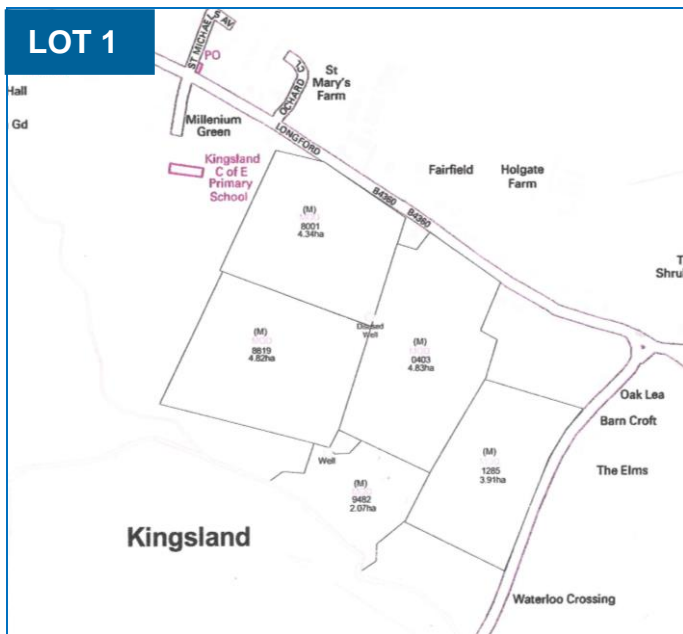 LOT 1
ST MICHAEL
S AV
PO
Hall
Gd
Millenium
Green
Kingsland
C of E
Primary
School
OCHARD CL
St
Mary's
Farm
LONGFORD
B4360
B4360
Fairfield
Holgate
Farm
T
Shrul
(M)
8001
4.34ha
Disused
Well
(M)
8819
4.82ha
(M)
0403
4.83ha
Oak Lea
Barn Croft
The Elms
(M)
1285
3.91ha
Well
(M)
9482
2.07ha
Kingsland
Waterloo Crossing